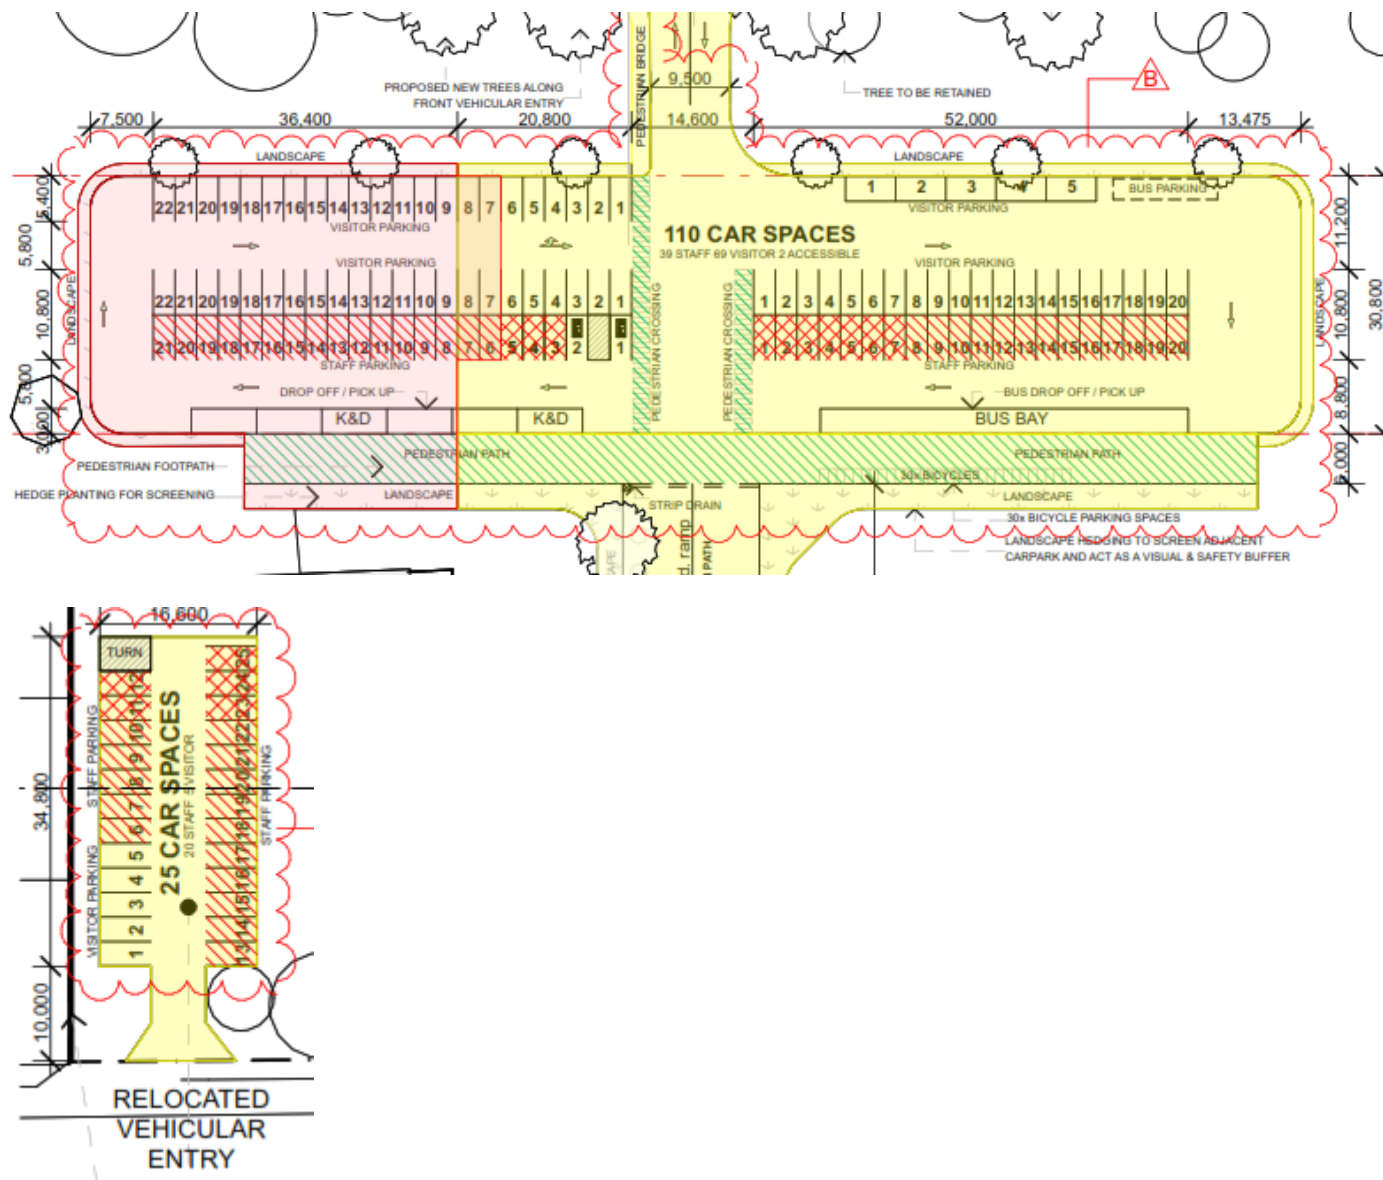 PEDESTRIAN BRIDGE
9,500
PROPOSED NEW TREES ALONG
FRONT VEHICULAR ENTRY
TREE TO BE RETAINED
B
7,500 36,400 20,800 14,600 52,000 13,475
LANDSCAPE LANDSCAPE
5,400
22 21 20 19 18 17 16 15 14 13 12 11 10 9 8 7 6 5 4 3 2 1
1 2 3 4 5 BUS PARKING
VISITOR PARKING VISITOR PARKING
5,800
11,200
110 CAR SPACES
39 STAFF 69 VISITOR 2 ACCESSIBLE
VISITOR PARKING VISITOR PARKING
LANDSCAPE
10,800
22 21 20 19 18 17 16 15 14 13 12 11 10 9 8 7 6 5 4 3 2 1
1 2 3 4 5 6 7 8 9 10 11 12 13 14 15 16 17 18 19 20
21 20 19 18 17 16 15 14 13 12 11 10 9 8 7 6 5 4 3 2 1
1 2 3 4 5 6 7 8 9 10 11 12 13 14 15 16 17 18 19 20
PEDESTRIAN CROSSING
PEDESTRIAN CROSSING
LANDSCAPE
10,800
30,800
STAFF PARKING STAFF PARKING
DROP OFF / PICK UP BUS DROP OFF / PICK UP
3,000
8,800
K&D K&D BUS BAY
PEDESTRIAN PATH PEDESTRIAN PATH
PEDESTRIAN FOOTPATH
30x BICYCLES
6,000
HEDGE PLANTING FOR SCREENING LANDSCAPE LANDSCAPE
STRIP DRAIN
30x BICYCLE PARKING SPACES
LANDSCAPE HEDGING TO SCREEN ADJACENT
CARPARK AND ACT AS A VISUAL & SAFETY BUFFER
ramp
PATH
16,600
TURN
12 11 10 9 8 7 6 5 4 3 2 1
25 24 23 22 21 20 19 18 17 16 15 14 13
STAFF PARKING
VISITOR PARKING
25 CAR SPACES
20 STAFF 5 VISITOR
STAFF PARKING
34,800
10,000
RELOCATED
VEHICULAR
ENTRY